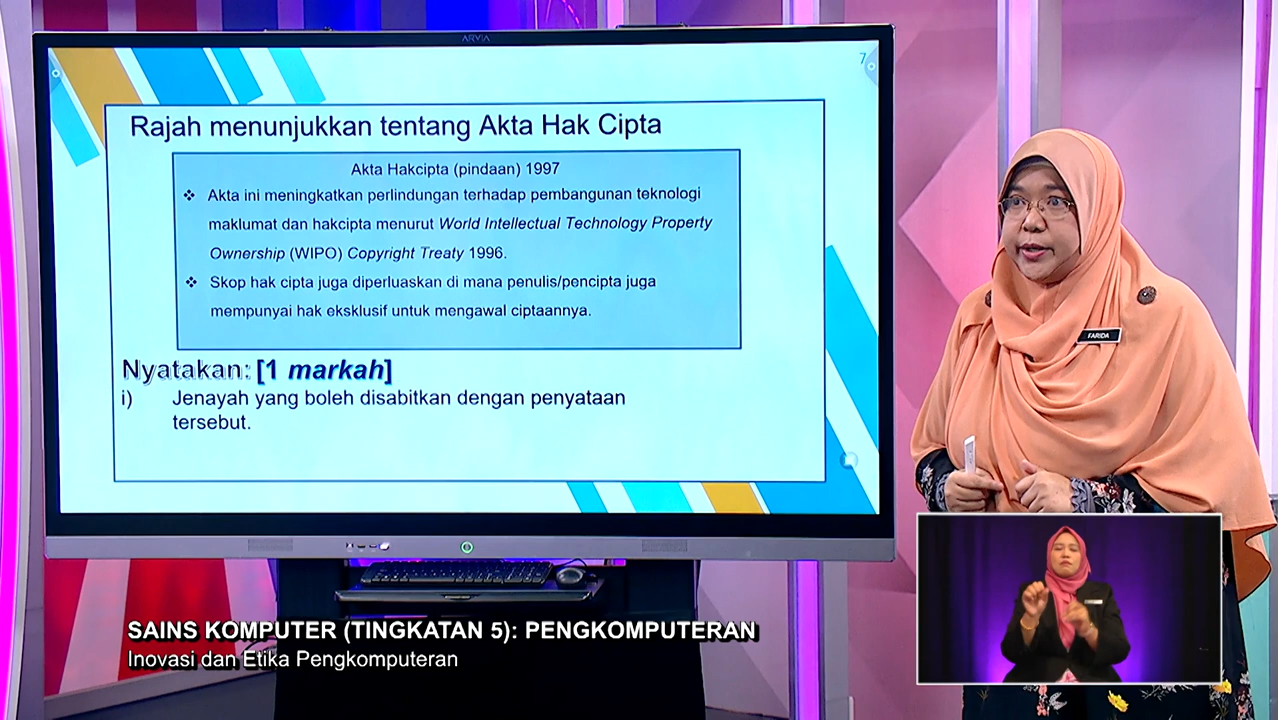 ARVIA
7
Rajah menunjukkan tentang Akta Hak Cipta
Akta Hakcipta (pindaan) 1997
❖ Akta ini meningkatkan perlindungan terhadap pembangunan teknologi
maklumat dan hakcipta menurut World Intellectual Technology Property
Ownership (WIPO) Copyright Treaty 1996.
❖ Skop hak cipta juga diperluaskan di mana penulis/pencipta juga
mempunyai hak eksklusif untuk mengawal ciptaannya.
Nyatakan: [1 markah]
i) Jenayah yang boleh disabitkan dengan penyataan
tersebut.
FARIDA
SAINS KOMPUTER (TINGKATAN 5): PENGKOMPUTERAN
Inovasi dan Etika Pengkomputeran